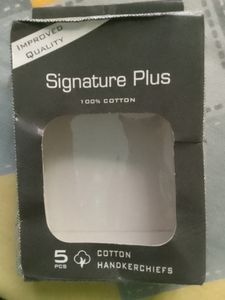 IMPROVED
QUALITY
Signature Plus
100% COTTON
5
PCS
COTTON
HANDKERCHIEFS